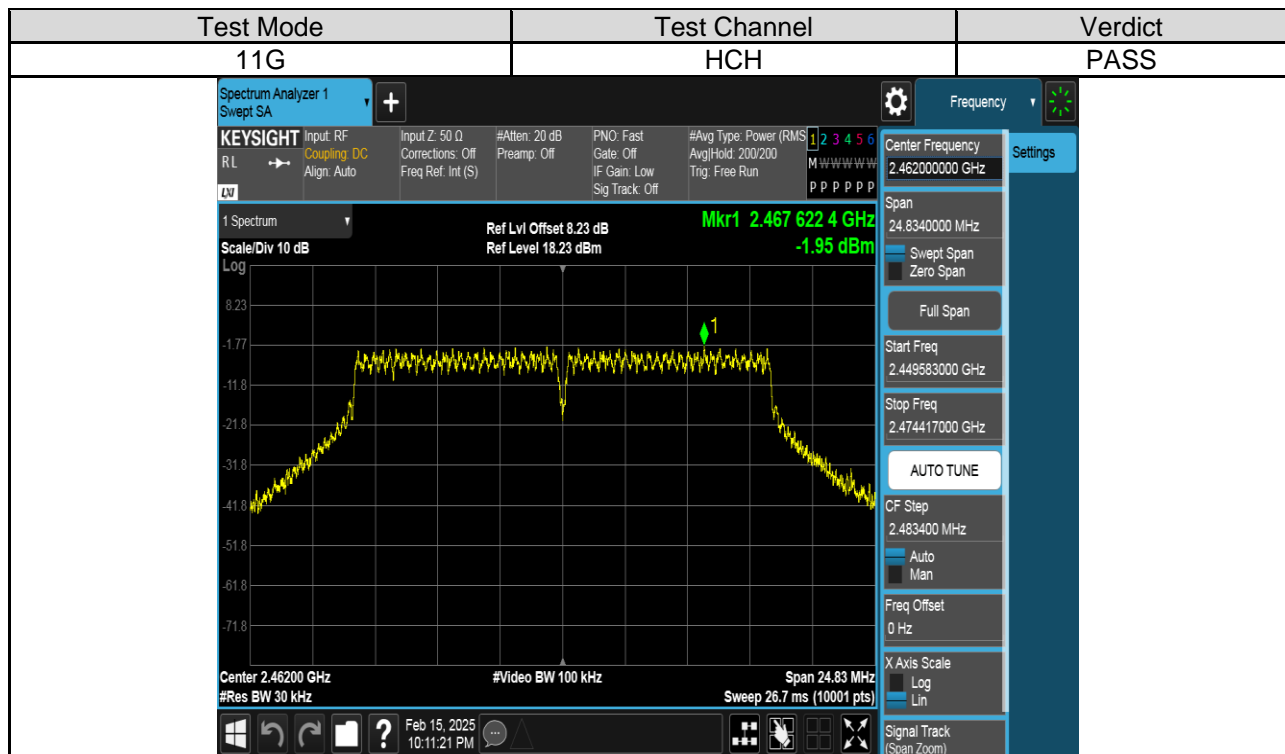 Test Mode Test Channel Verdict
11G HCH PASS
Spectrum Analyzer 1
Swept SA
+
Frequency
KEYSIGHT Input: RF Input Z: 50 Ω #Atten: 20 dB PNO: Fast #Avg Type: Power (RMS 1 2 3 4 5 6
R L Coupling: DC Corrections: Off Preamp: Off Gate: Off Avg|Hold: 200/200 M W W W W W
Align: Auto Freq Ref: Int (S) IF Gain: Low Trig: Free Run
LXI Sig Track: Off P P P P P P
1 Spectrum Ref Lvl Offset 8.23 dB Mkr1 2.467 622 4 GHz
Scale/Div 10 dB Ref Level 18.23 dBm -1.95 dBm
Log
8.23
1
-1.77
-11.8
-21.8
-31.8
-41.8
-51.8
-61.8
-71.8
Center 2.46200 GHz #Video BW 100 kHz Span 24.83 MHz
#Res BW 30 kHz Sweep 26.7 ms (10001 pts)
? Feb 15, 2025
10:11:21 PM
Center Frequency
2.462000000 GHz
Settings
Span
24.8340000 MHz
Swept Span
Zero Span
Full Span
Start Freq
2.449583000 GHz
Stop Freq
2.474417000 GHz
AUTO TUNE
CF Step
2.483400 MHz
Auto
Man
Freq Offset
0 Hz
X Axis Scale
Log
Lin
Signal Track
(Span Zoom)